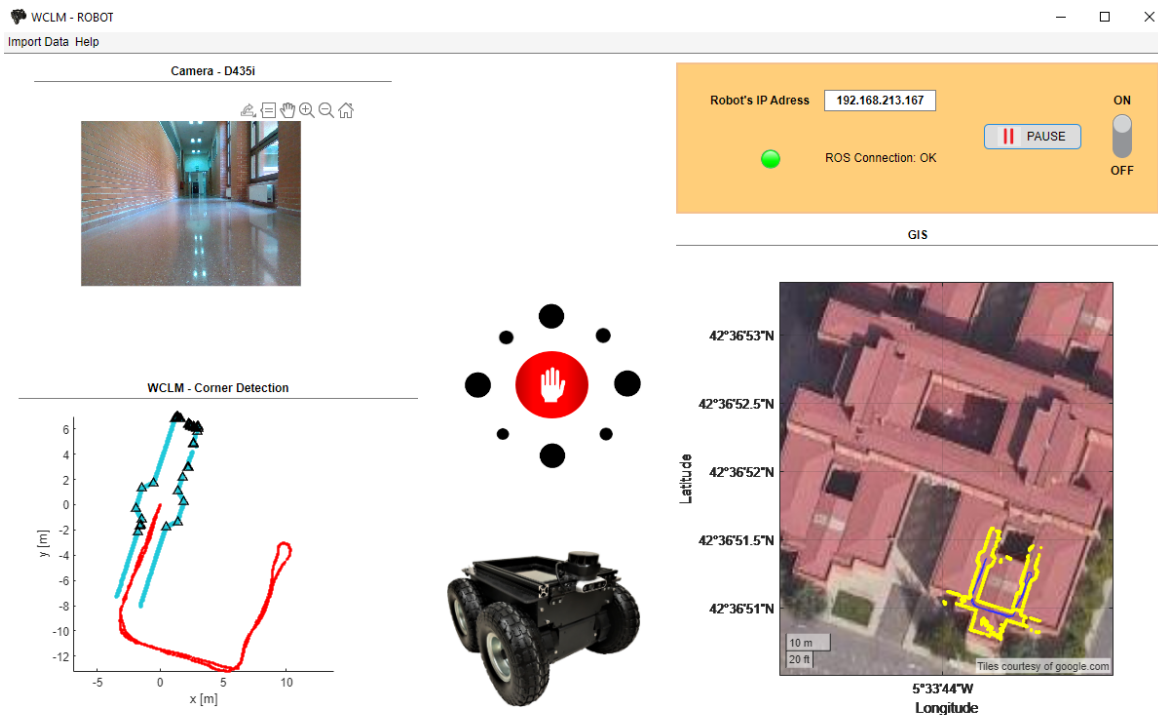 WCLM - ROBOT
Import Data Help
Camera - D435i
Robot's IP Adress 192.168.213.167
ON
PAUSE
ROS Connection: OK
OFF
GIS
WCLM - Corner Detection
6
4
2
0
-2
-4
-6
-8
-10
-12
y [m]
-5 0 5 10
x [m]
42°36'53"N
42°36'52.5"N
42°36'52"N
42°36'51.5"N
42°36'51"N
Latitude
10 m
20 ft
Tiles courtesy of google.com
5°33'44"W
Longitude